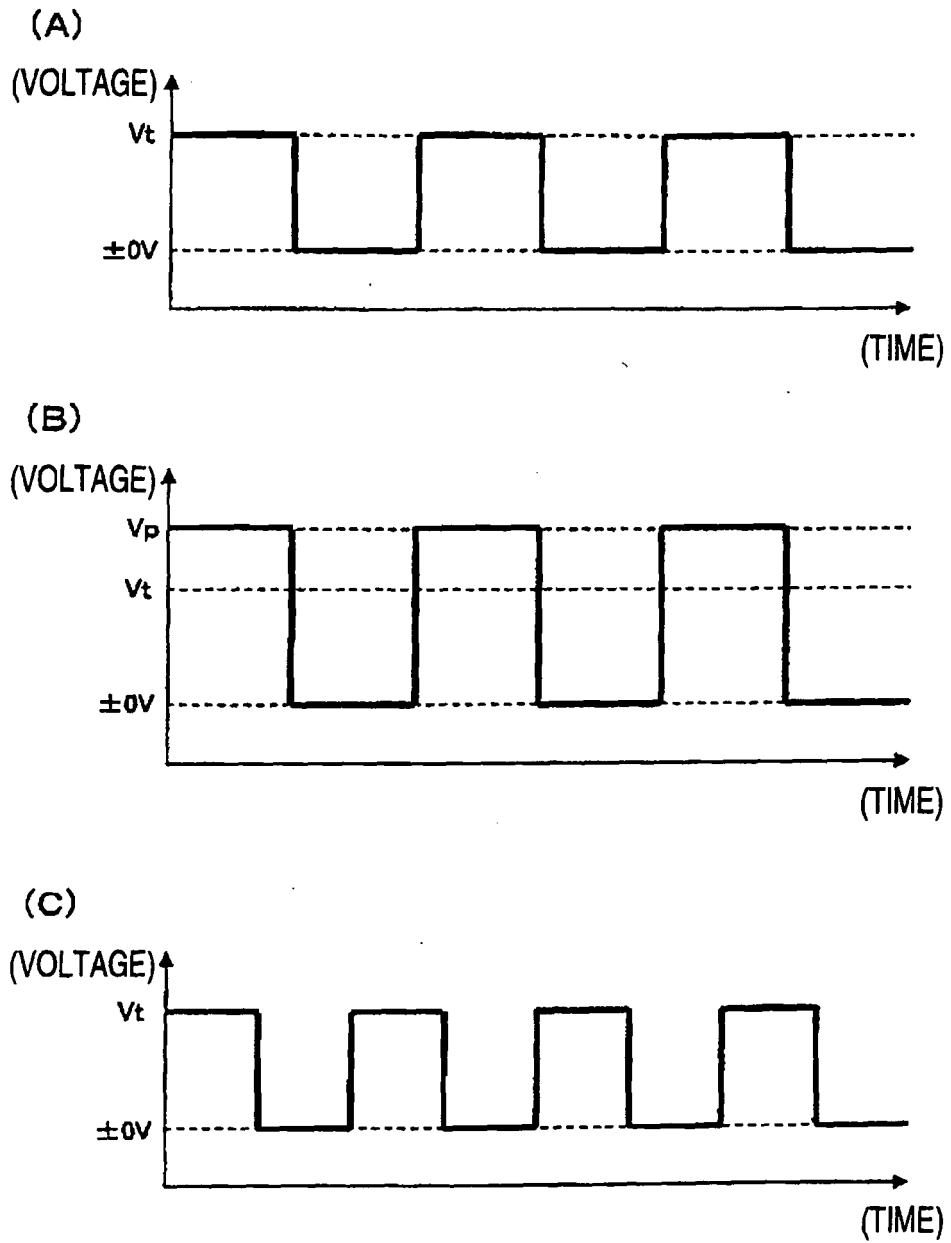 (A)
(VOLTAGE)
Vt
±0V
(TIME)
(B)
(VOLTAGE)
Vp
Vt
±0V
(TIME)
(C)
(VOLTAGE)
Vt
±0V
(TIME)